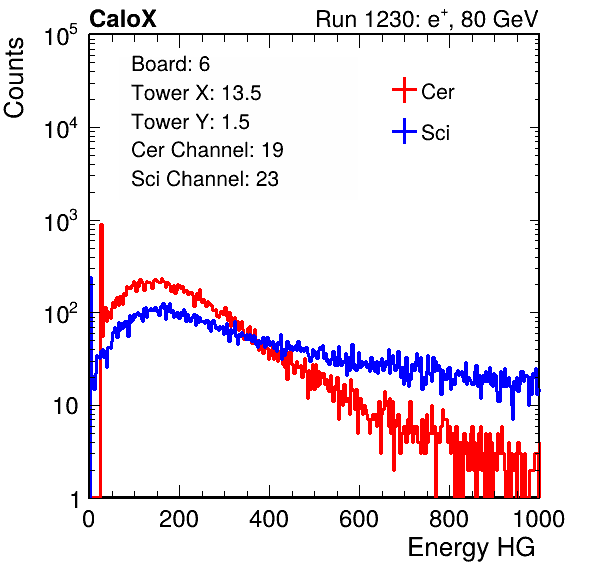 CaloX Run 1230: e⁺, 80 GeV
Counts
Board: 6
Tower X: 13.5
Tower Y: 1.5
Cer Channel: 19
Sci Channel: 23
Cer
Sci
10⁵
10⁴
10³
10²
10
1
0 200 400 600 800 1000
Energy HG